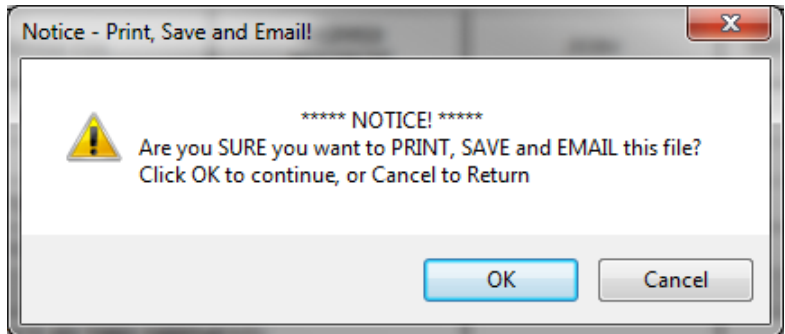 Notice - Print, Save and Email!
***** NOTICE! *****
Are you SURE you want to PRINT, SAVE and EMAIL this file?
Click OK to continue, or Cancel to Return
OK
Cancel